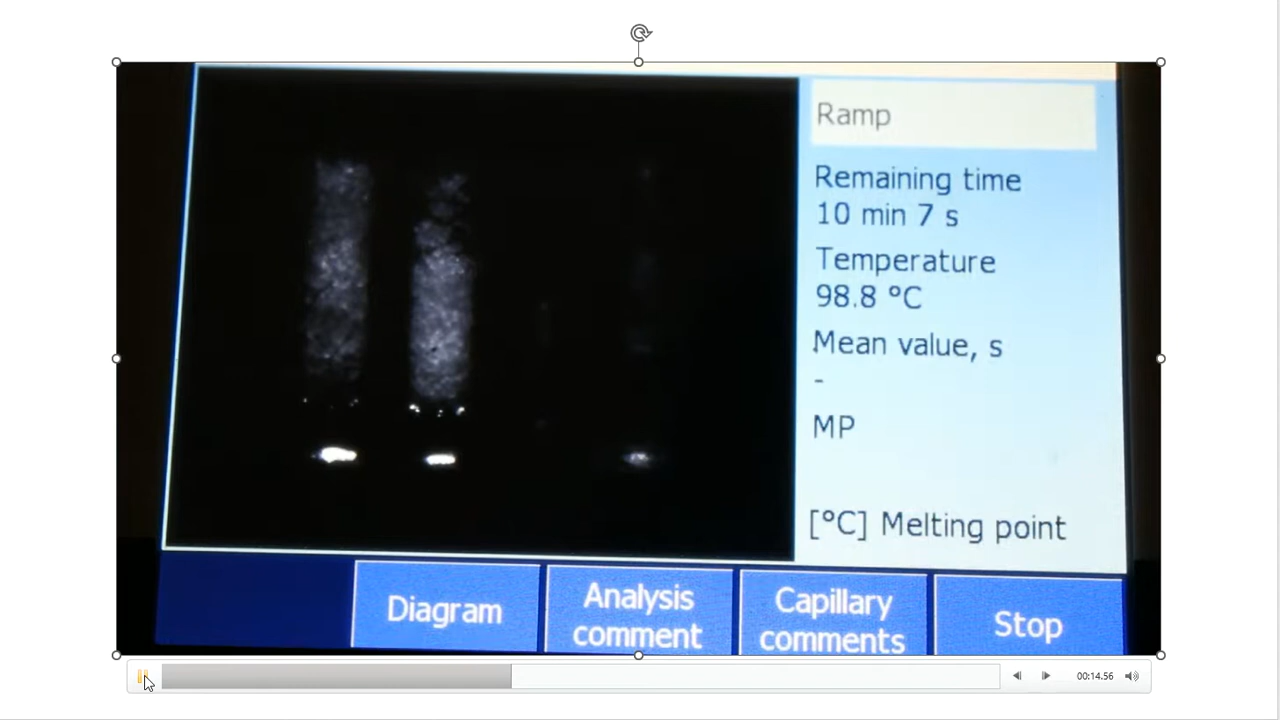 Ramp
Remaining time
10 min 7 s
Temperature
98.8 °C
Mean value, s
-
MP
[°C] Melting point
Diagram
Analysis
comment
Capillary
comments
Stop
00:14.56